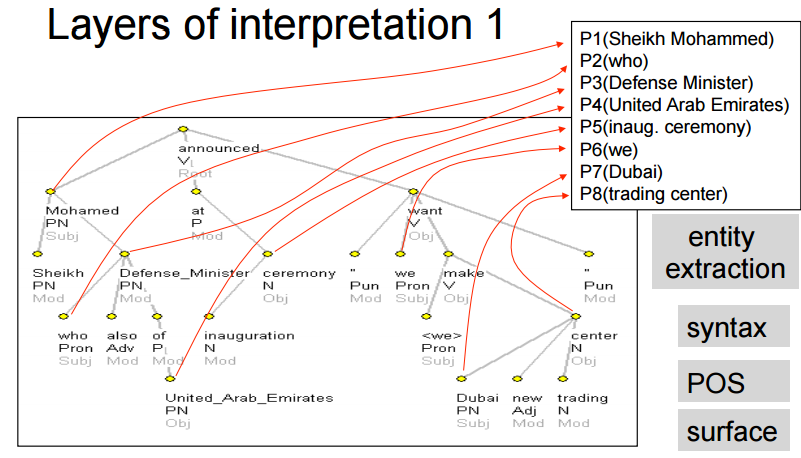 Layers of interpretation 1
P1(Sheikh Mohammed)
P2(who)
P3(Defense Minister)
P4(United Arab Emirates)
P5(inaug. ceremony)
P6(we)
P7(Dubai)
P8(trading center)
announced
V
Root
Mohamed at want
PN P V
Subj Mod Obj
Sheikh Defense_Minister ceremony " we make "
PN PN N Pun Pron V Pun
Mod Mod Obj Mod Subj Obj Mod
who also of inauguration <we> center
Pron Adv P N Pron N
Subj Mod Mod Mod Subj Obj
United_Arab_Emirates Dubai new trading
PN PN Adj N
Obj Subj Mod Mod
entity
extraction
syntax
POS
surface